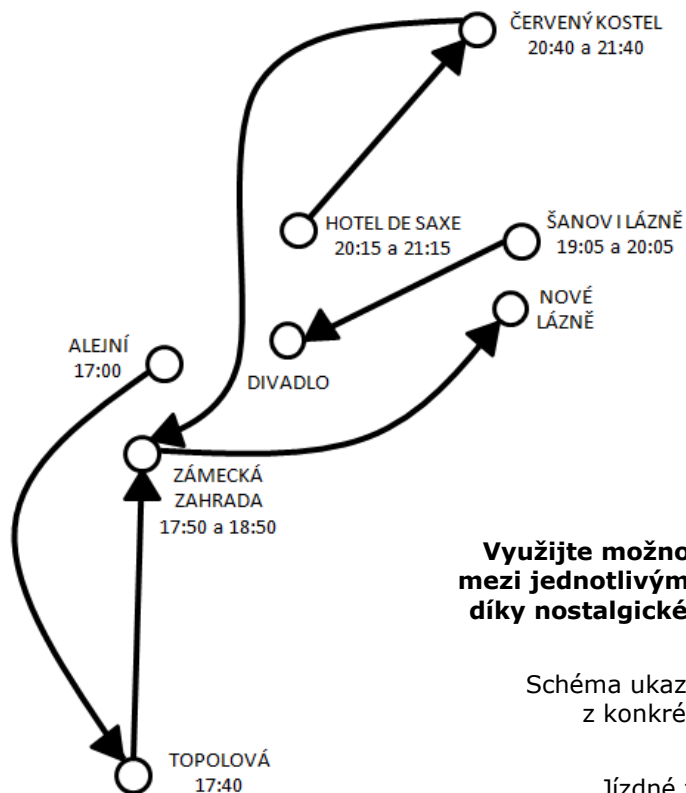 ČERVENÝ KOSTEL
20:40 a 21:40
HOTEL DE SAXE
20:15 a 21:15
ŠANOV I LÁZNĚ
19:05 a 20:05
NOVÉ
LÁZNĚ
ALEJNÍ
17:00
DIVADLO
ZÁMECKÁ
ZAHRADA
17:50 a 18:50
Využijte možno
mezi jednotlivým
díky nostalgické
Schéma ukaz
z konkré
Jízdné
TOPOLOVÁ
17:40